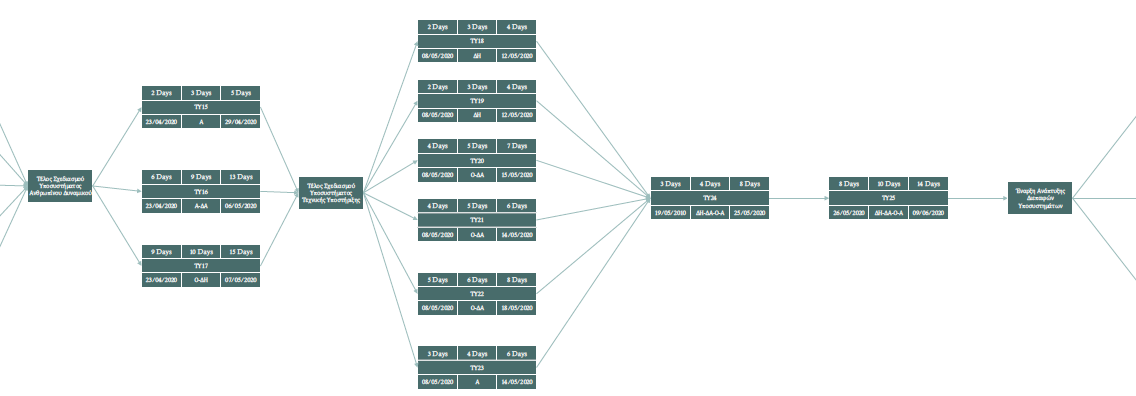 Τέλος Σχεδιασμού
Υποσυστήματος
Ανθρωπίνου Δυναμικού
2 Days 3 Days 5 Days
ΤΥ15
23/04/2020 Α 29/04/2020
6 Days 9 Days 13 Days
ΤΥ16
23/04/2020 Α-ΔΑ 06/05/2020
9 Days 10 Days 15 Days
ΤΥ17
23/04/2020 Ο-ΔΗ 07/05/2020
Τέλος Σχεδιασμού
Υποσυστήματος
Τεχνικής Υποστήριξης
2 Days 3 Days 4 Days
ΤΥ18
08/05/2020 ΔΗ 12/05/2020
2 Days 3 Days 4 Days
ΤΥ19
08/05/2020 ΔΗ 12/05/2020
4 Days 5 Days 7 Days
ΤΥ20
08/05/2020 Ο-ΔΑ 15/05/2020
4 Days 5 Days 6 Days
ΤΥ21
08/05/2020 Ο-ΔΑ 14/05/2020
5 Days 6 Days 8 Days
ΤΥ22
08/05/2020 Ο-ΔΑ 18/05/2020
3 Days 4 Days 6 Days
ΤΥ23
08/05/2020 Α 14/05/2020
3 Days 4 Days 8 Days
ΤΥ24
19/05/2010 ΔΗ-ΔΑ-Ο-Α 25/05/2020
8 Days 10 Days 14 Days
ΤΥ25
26/05/2020 ΔΗ-ΔΑ-Ο-Α 09/06/2020
Έναρξη Ανάπτυξης
Διεπαφών
Υποσυστημάτων